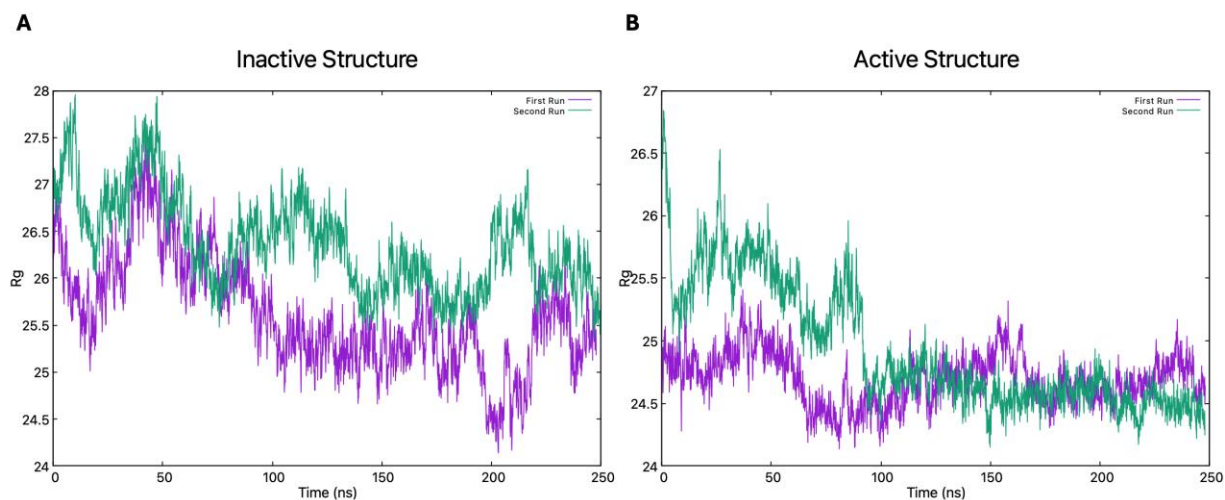 A
Inactive Structure
First Run
Second Run
28
27.5
27
26.5
26
25.5
25
24.5
24
Rg
0 50 100 150 200 250
Time (ns)
B
Active Structure
First Run
Second Run
27
26.5
26
25.5
25
24.5
24
Rg
0 50 100 150 200 250
Time (ns)